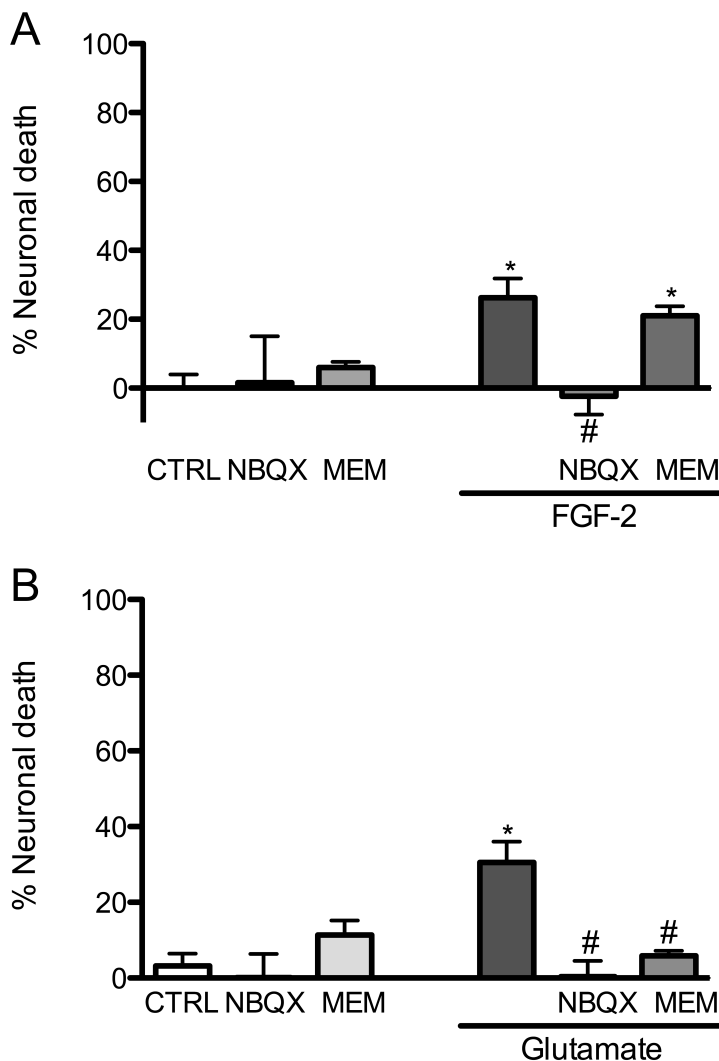 A
% Neuronal death
100
80
60
40
20
0
*
*
#
CTRL NBQX MEM NBQX MEM
FGF-2
B
% Neuronal death
100
80
60
40
20
0
*
#
#
CTRL NBQX MEM NBQX MEM
Glutamate